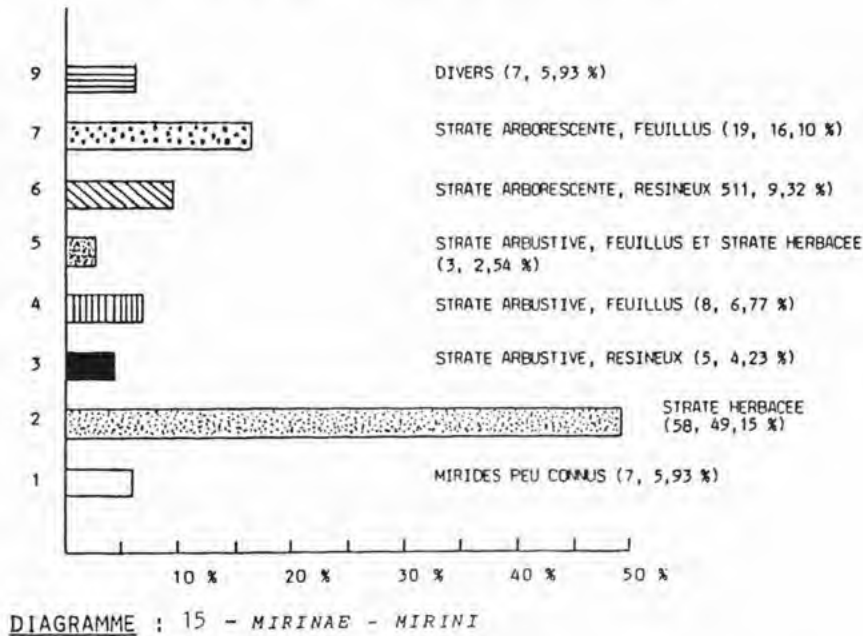 9 DIVERS (7, 5,93 %)
7 STRATE ARBORESCENTE, FEUILLUS (19, 16,10 %)
6 STRATE ARBORESCENTE, RESINEUX 511, 9,32 %)
5 STRATE ARBUSTIVE, FEUILLUS ET STRATE HERBACEE
(3, 2,54 %)
4 STRATE ARBUSTIVE, FEUILLUS (8, 6,77 %)
3 STRATE ARBUSTIVE, RESINEUX (5, 4,23 %)
2 STRATE HERBACEE
(58, 49,15 %)
1 MIRIDES PEU CONNUS (7, 5,93 %)
10 % 20 % 30 % 40 % 50 %
DIAGRAMME : 15 - MIRINAE - MIRINI